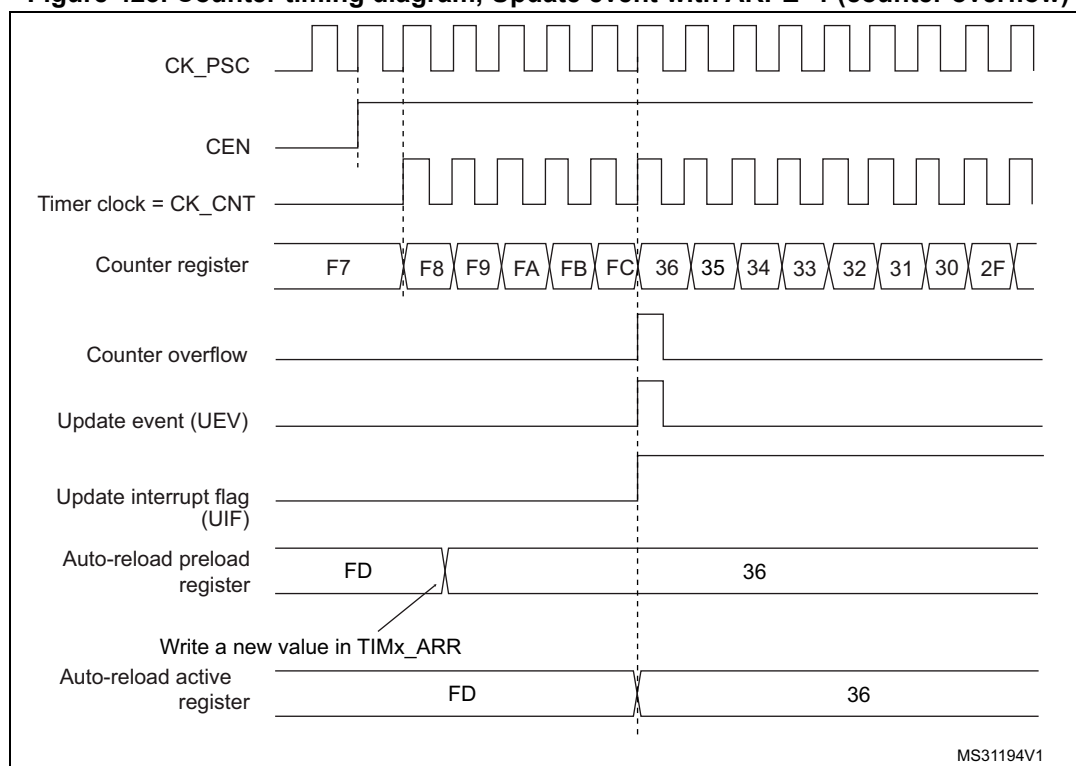 Figure Counter timing diagram, Update event with ARPE=1 (counter overflow)
CK_PSC
CEN
Timer clock = CK_CNT
Counter register F7 F8 F9 FA FB FC 36 35 34 33 32 31 30 2F
Counter overflow
Update event (UEV)
Update interrupt flag
(UIF)
Auto-reload preload
register
FD 36
Write a new value in TIMx_ARR
Auto-reload active
register
FD 36
MS31194V1